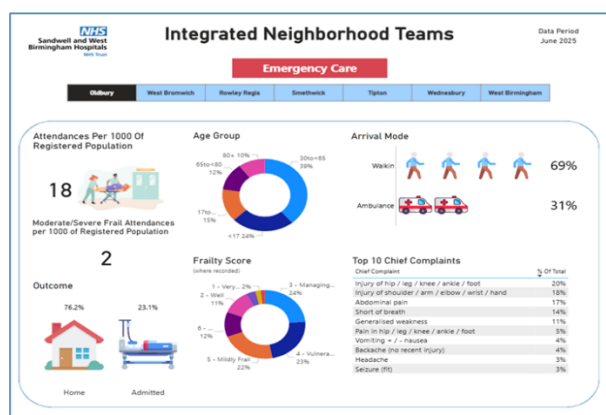 NHS
Sandwell and West
Birmingham Hospitals
NHS Trust
Integrated Neighborhood Teams
Data Period
June 2025
Emergency Care
Oldbury
West Bromwich
Rowley Regis
Smethwick
Tipton
Wednesbury
West Birmingham
Attendances Per 1000 Of
Registered Population
18
Moderate/Severe Frail Attendances
per 1000 of Registered Population
2
Outcome
76.2%
23.1%
Home
Admitted
Age Group
80+ 10%
65to<80
12%
17to...
15%
<17 24%
30to<65
39%
Frailty Score
(where recorded)
1 - Very... 2%
2 - Well
11%
6 - ...
12%
5 - Mildly Frail
22%
3 - Managing...
24%
4 - Vulnera...
23%
Arrival Mode
Walkin
69%
Ambulance
31%
Top 10 Chief Complaints
Chief Complaint % Of Total
Injury of hip / leg / knee / ankle / foot 20%
Injury of shoulder / arm / elbow / wrist / hand 18%
Abdominal pain 17%
Short of breath 14%
Generalised weakness 11%
Pain in hip / leg / knee / ankle / foot 5%
Vomiting + / - nausea 4%
Backache (no recent injury) 4%
Headache 3%
Seizure (fit) 3%